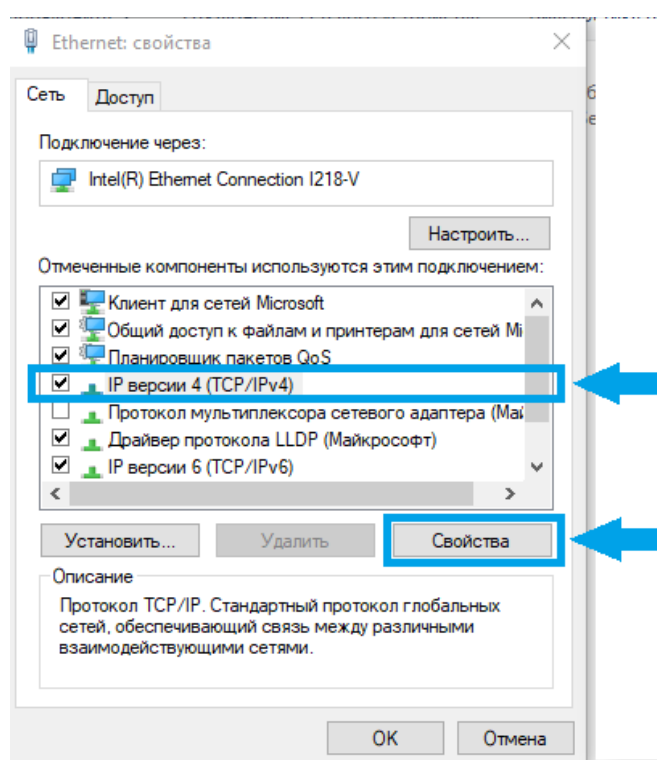 Ethernet: свойства
Сеть Доступ
Подключение через:
Intel(R) Ethernet Connection I218-V
Настроить...
Отмеченные компоненты используются этим подключением:
Клиент для сетей Microsoft
Общий доступ к файлам и принтерам для сетей Mi
Планировщик пакетов QoS
IP версии 4 (TCP/IPv4)
Протокол мультиплексора сетевого адаптера (Май
Драйвер протокола LLDP (Майкрософт)
IP версии 6 (TCP/IPv6)
Установить... Удалить Свойства
Описание
Протокол TCP/IP. Стандартный протокол глобальных
сетей, обеспечивающий связь между различными
взаимодействующими сетями.
OK Отмена